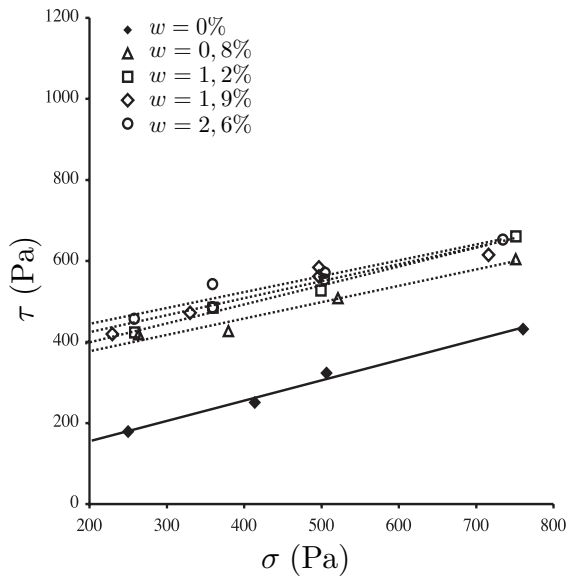 1200
1000
800
600
400
200
0
w = 0%
w = 0, 8%
w = 1, 2%
w = 1, 9%
w = 2, 6%
τ (Pa)
200 300 400 500 600 700 800
σ (Pa)